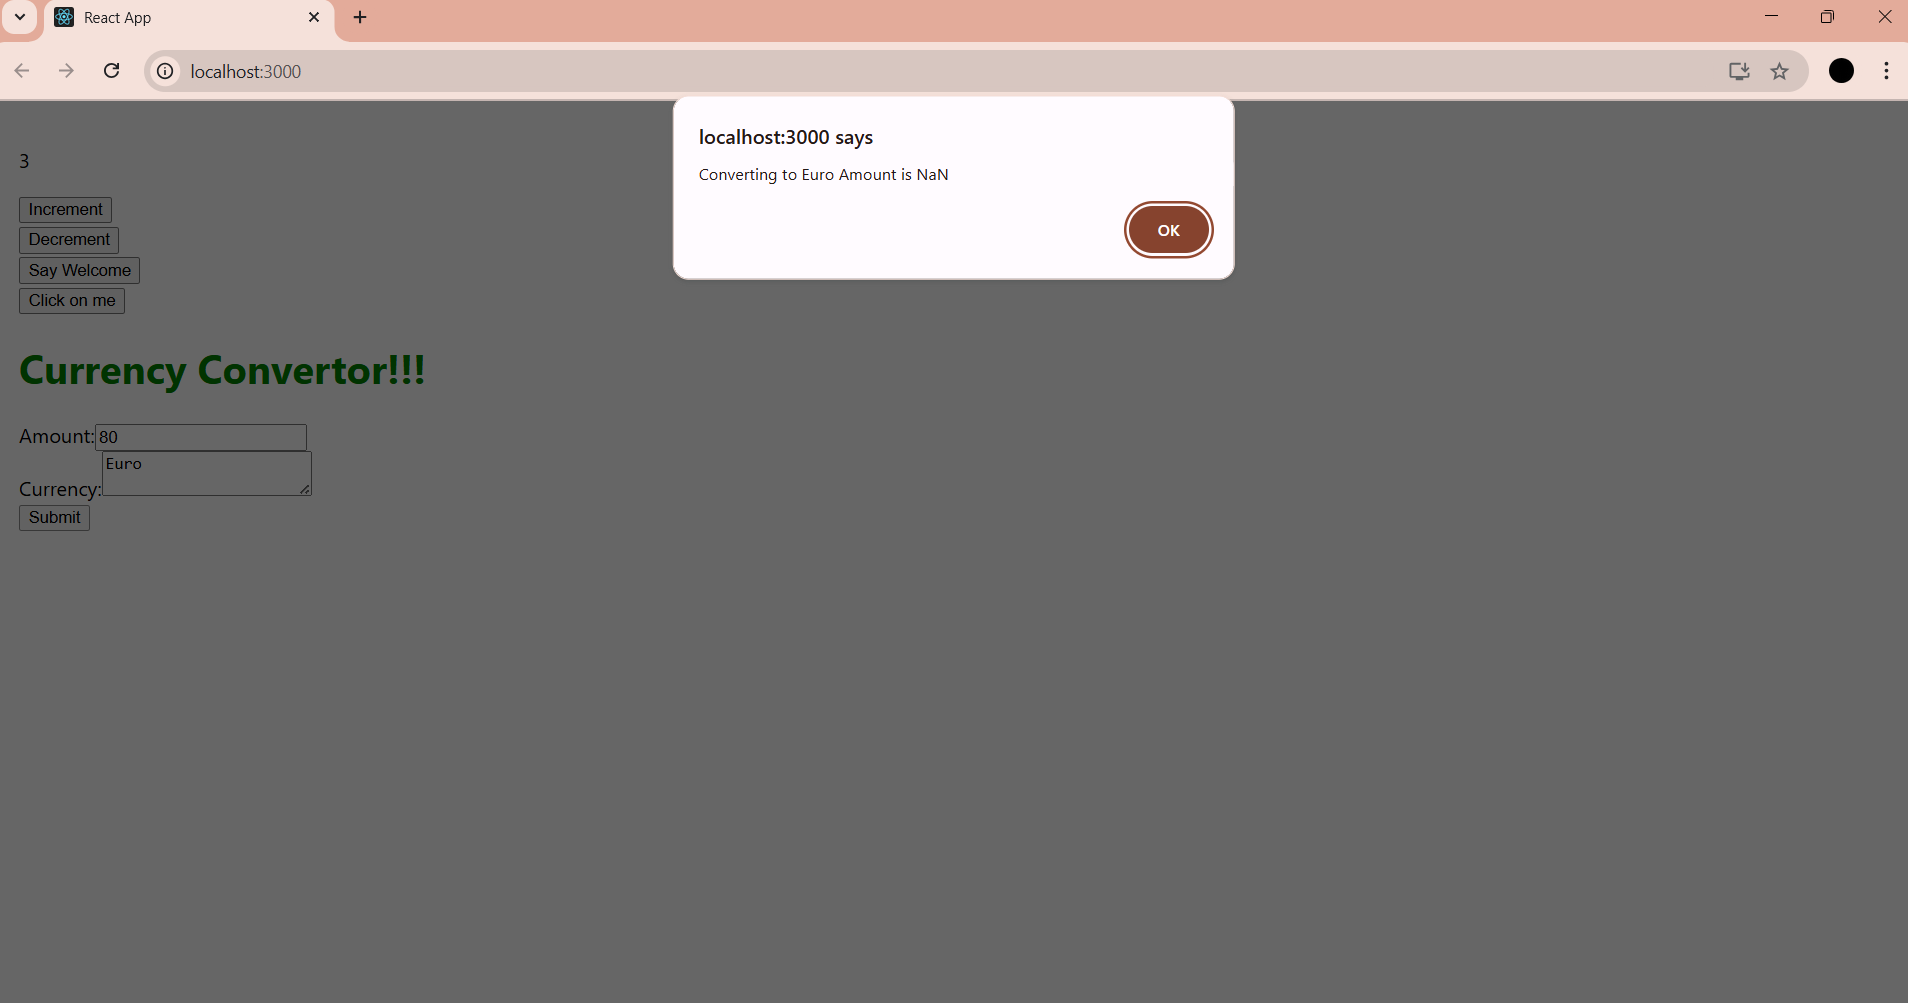 React App
localhost:3000
localhost:3000 says
Converting to Euro Amount is NaN
OK
3
Increment
Decrement
Say Welcome
Click on me
Currency Convertor!!!
Amount:80
Euro
Currency:
Submit